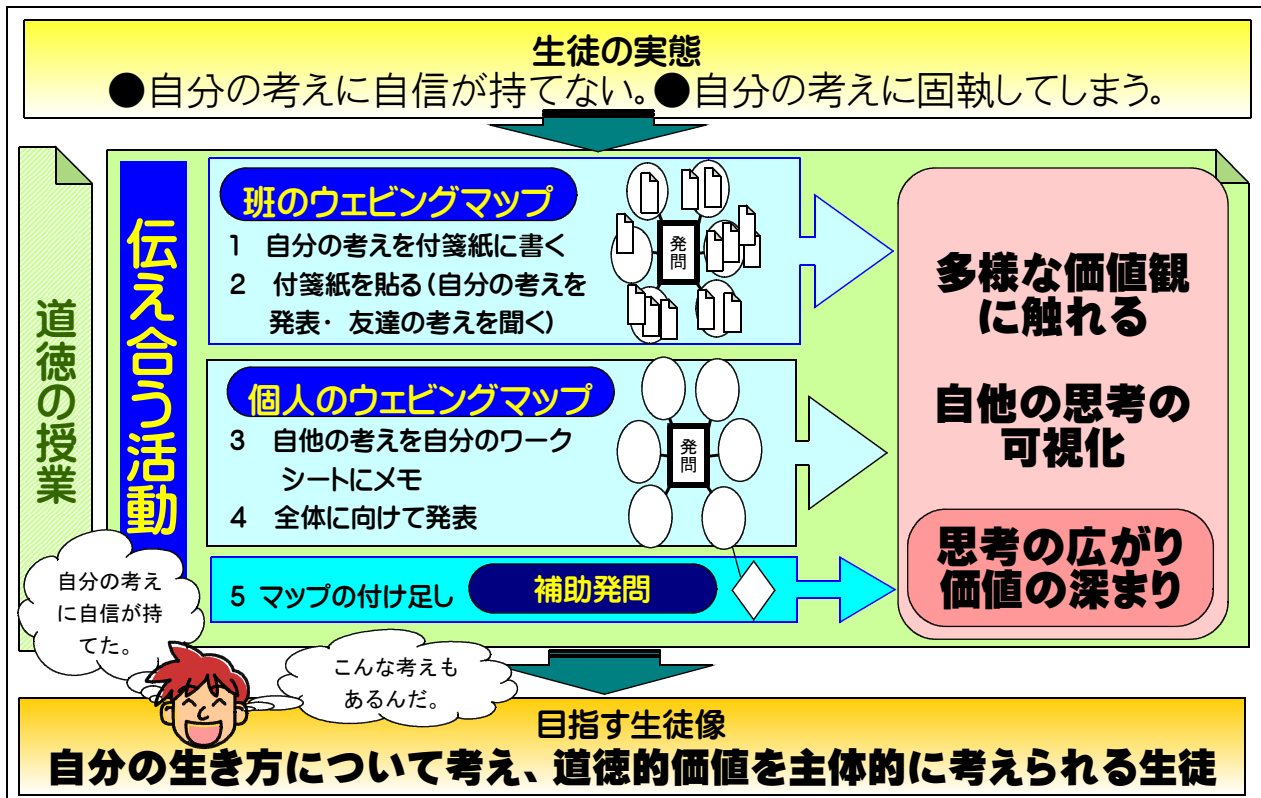 生徒の実態
●自分の考えに自信が持てない。●自分の考えに固執してしまう。
道徳の授業
伝え合う活動
班のウェビングマップ
1 自分の考えを付箋紙に書く
2 付箋紙を貼る(自分の考えを
発表・ 友達の考えを聞く)
発問
個人のウェビングマップ
3 自他の考えを自分のワーク
シートにメモ
4 全体に向けて発表
発問
5 マップの付け足し
補助発問
多様な価値観
に触れる
自他の思考の
可視化
思考の広がり
価値の深まり
自分の考え
に自信が持
てた。
こんな考えも
あるんだ。
目指す生徒像
自分の生き方について考え、道徳的価値を主体的に考えられる生徒